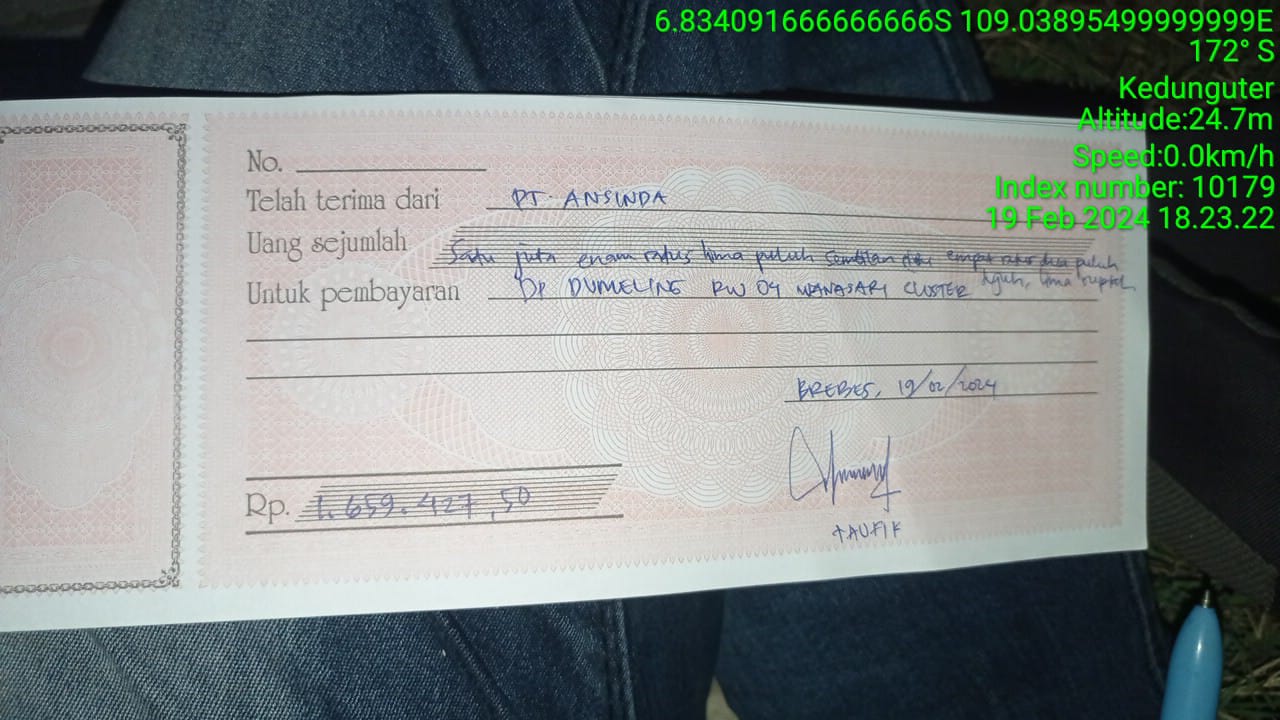 6.834091666666666S 109.03895499999999E
172° S
Kedunguter
Altitude:24.7m
Speed:0.0km/h
Index number: 10179
19 Feb 2024 18.23.22
No.
Telah terima dari PT. ANSINDA
Uang sejumlah Satu juta enam ratus lima puluh sembilan empat ratus dua puluh
tujuh, lima rupiah
Untuk pembayaran DP DUMELING RW 04 CLUSTER
BREBES, 19/02/2024
Rp. 1.659.427,50
TAUFIK